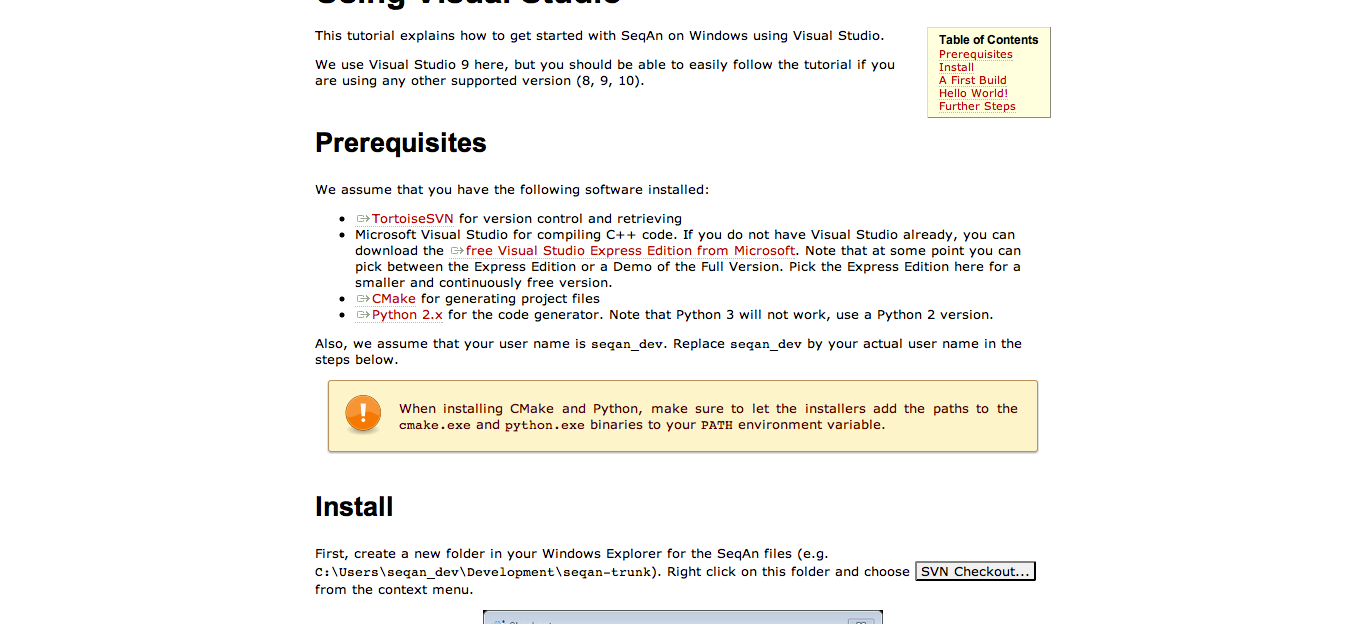 Using Visual Studio
This tutorial explains how to get started with SeqAn on Windows using Visual Studio.
We use Visual Studio 9 here, but you should be able to easily follow the tutorial if you
are using any other supported version (8, 9, 10).
Table of Contents
Prerequisites
Install
A First Build
Hello World!
Further Steps
Prerequisites
We assume that you have the following software installed:
TortoiseSVN for version control and retrieving
Microsoft Visual Studio for compiling C++ code. If you do not have Visual Studio already, you can
download the free Visual Studio Express Edition from Microsoft. Note that at some point you can
pick between the Express Edition or a Demo of the Full Version. Pick the Express Edition here for a
smaller and continuously free version.
CMake for generating project files
Python 2.x for the code generator. Note that Python 3 will not work, use a Python 2 version.
Also, we assume that your user name is seqan_dev. Replace seqan_dev by your actual user name in the
steps below.
When installing CMake and Python, make sure to let the installers add the paths to the
cmake.exe and python.exe binaries to your PATH environment variable.
Install
First, create a new folder in your Windows Explorer for the SeqAn files (e.g.
C:\Users\seqan_dev\Development\seqan-trunk). Right click on this folder and choose SVN Checkout...
from the context menu.